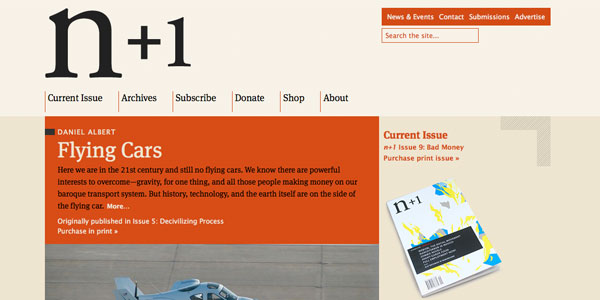 n+1
News & Events Contact Submissions Advertise
Search the site...
Current Issue Archives Subscribe Donate Shop About
DANIEL ALBERT
Flying Cars
Here we are in the 21st century and still no flying cars. We know there are powerful
interests to overcome—gravity, for one thing, and all those people making money on our
baroque transport system. But history, technology, and the earth itself are on the side of
the flying car. More...
Originally published in Issue 5: Decivilizing Process
Purchase in print »
Current Issue
n+1 Issue 9: Bad Money
Purchase print issue »
n+1